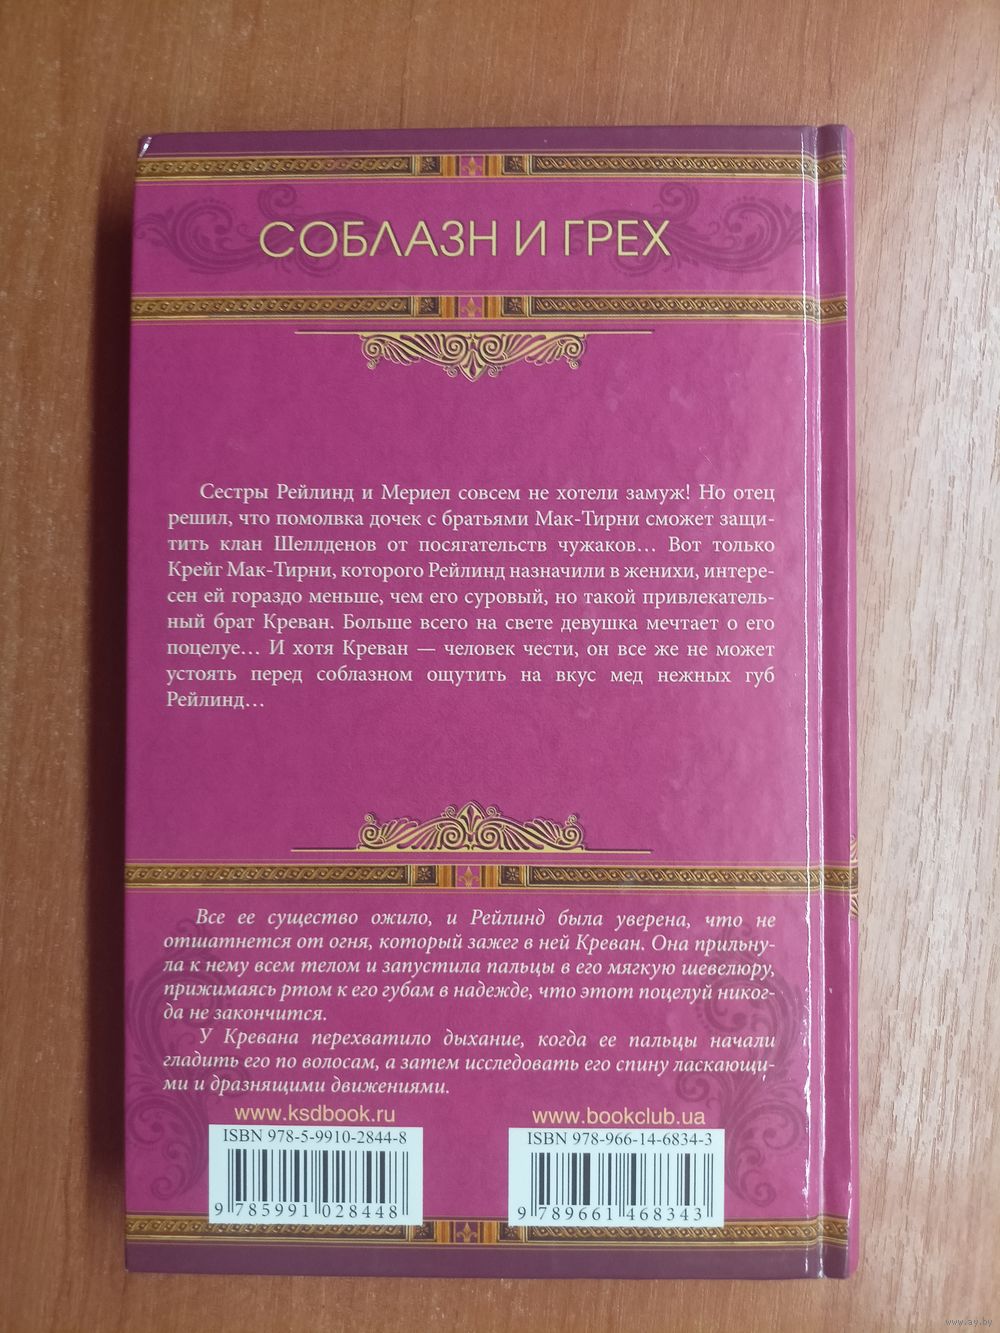 СОБЛАЗН И ГРЕХ
Сестры Рейлинд и Мериел совсем не хотели замуж! Но отец
решил, что помолвка дочек с братьями Мак-Тирни сможет защи-
тить клан Шеллденов от посягательств чужаков… Вот только
Крейг Мак-Тирни, которого Рейлинд назначили в женихи, интере-
сен ей гораздо меньше, чем его суровый, но такой привлекатель-
ный брат Креван. Больше всего на свете девушка мечтает о его
поцелуе… И хотя Креван — человек чести, он все же не может
устоять перед соблазном ощутить на вкус мед нежных губ
Рейлинд…
Все ее существо ожило, и Рейлинд была уверена, что не
отшатнется от огня, который зажег в ней Креван. Она прильну-
ла к нему всем телом и запустила пальцы в его мягкую шевелюру,
прижимаясь ртом к его губам в надежде, что этот поцелуй никог-
да не закончится.
У Кревана перехватило дыхание, когда ее пальцы начали
гладить его по волосам, а затем исследовать его спину ласкающи-
ми и дразнящими движениями.
www.ksdbook.ru
www.bookclub.ua
ISBN 978-5-9910-2844-8
ISBN 978-966-14-6834-3
9 785991 028448
9 789661 468343
www.ay.by